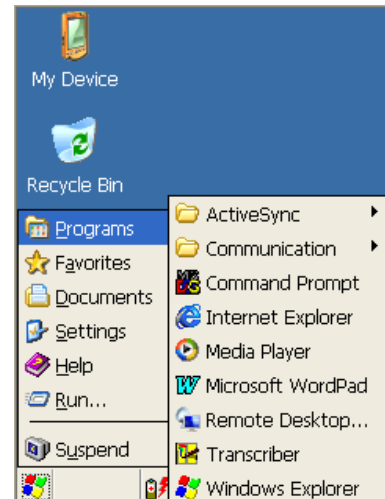 My Device
Recycle Bin
Programs
Favorites
Documents
Settings
Help
Run...
Suspend
ActiveSync
Communication
Command Prompt
Internet Explorer
Media Player
Microsoft WordPad
Remote Desktop...
Transcriber
Windows Explorer